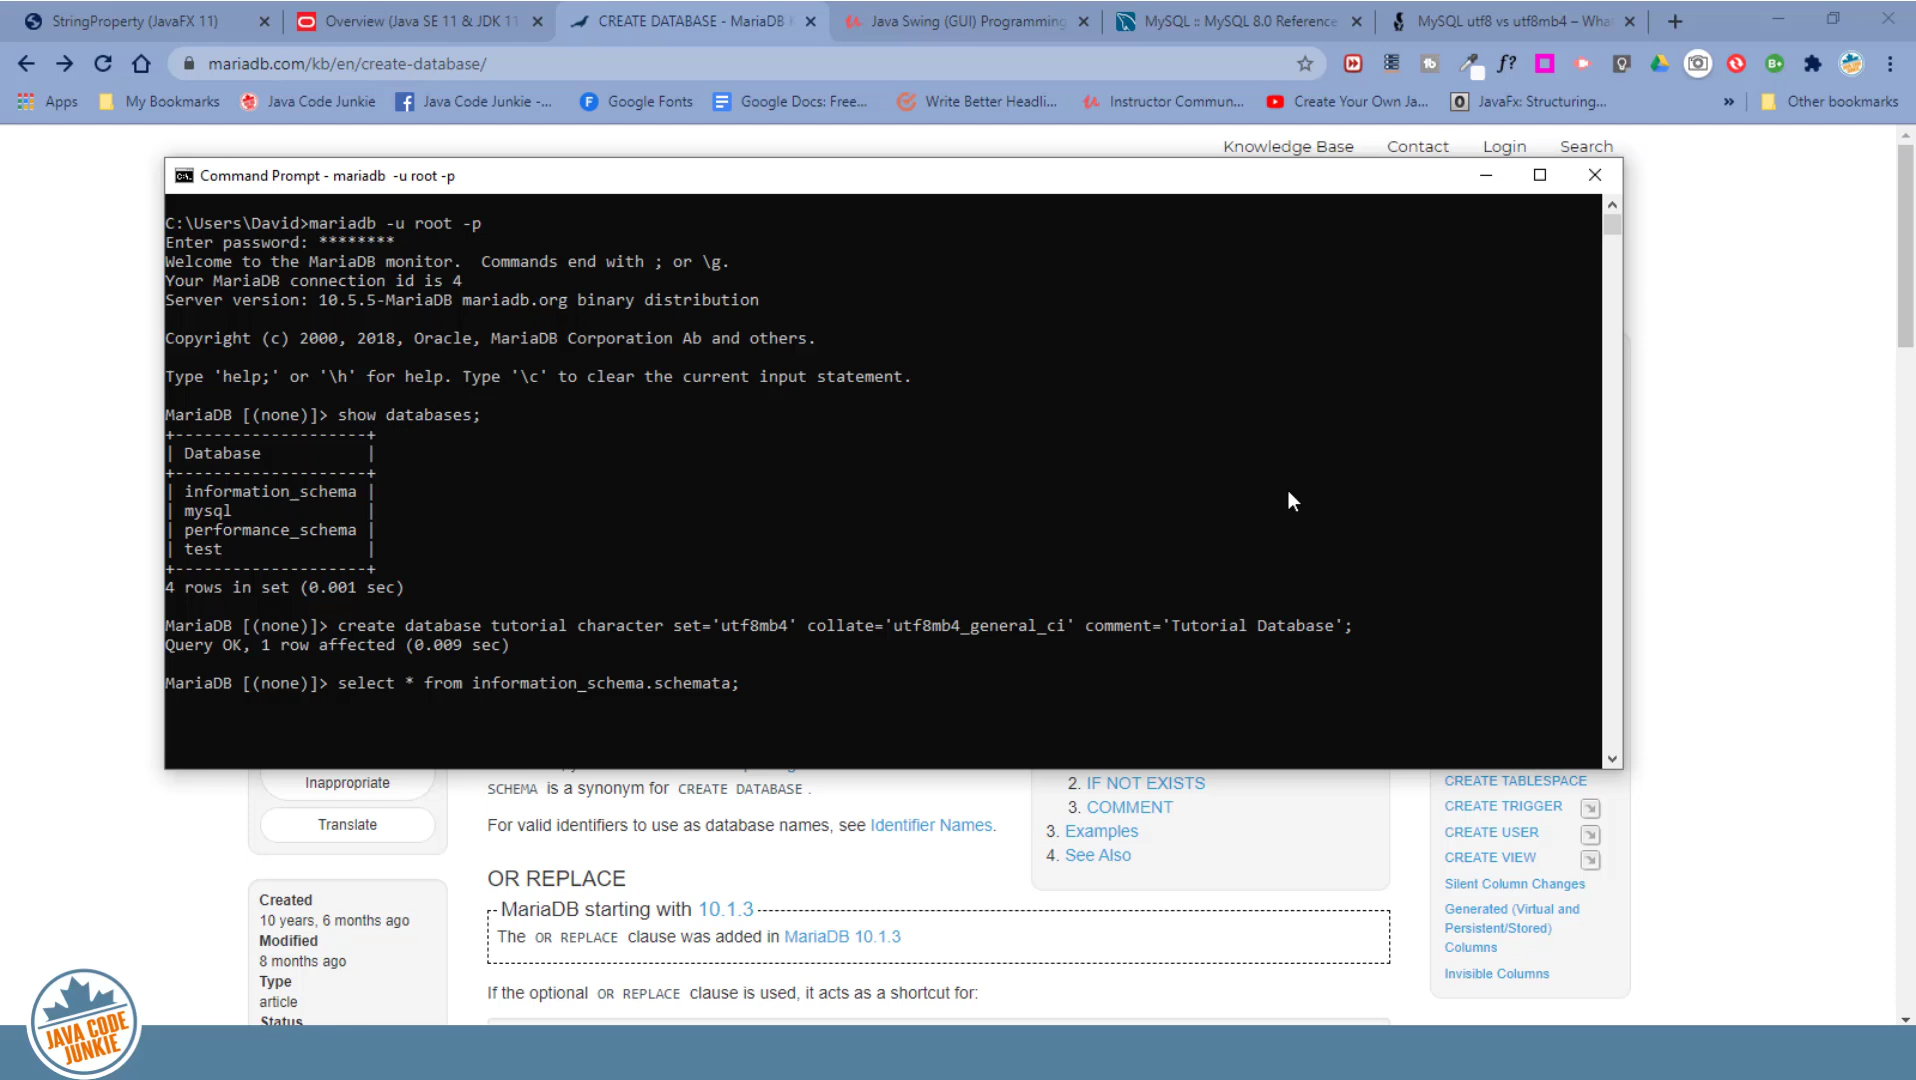 StringProperty (JavaFX 11)
Overview (Java SE 11 & JDK 11
CREATE DATABASE - MariaDB
Java Swing (GUI) Programming
MySQL :: MySQL 8.0 Reference
MySQL utf8 vs utf8mb4 – What
mariadb.com/kb/en/create-database/
Apps
My Bookmarks
Java Code Junkie
Java Code Junkie -...
Google Fonts
Google Docs: Free...
Write Better Headli...
Instructor Commun...
Create Your Own Ja...
JavaFx: Structuring...
»
Other bookmarks
Knowledge Base
Contact
Login
Search
Command Prompt - mariadb  -u root -p
C:\Users\David>mariadb -u root -p
Enter password: ********
Welcome to the MariaDB monitor.  Commands end with ; or \g.
Your MariaDB connection id is 4
Server version: 10.5.5-MariaDB mariadb.org binary distribution
Copyright (c) 2000, 2018, Oracle, MariaDB Corporation Ab and others.
Type 'help;' or '\h' for help. Type '\c' to clear the current input statement.
MariaDB [(none)]> show databases;
+--------------------+
| Database           |
+--------------------+
| information_schema |
| mysql              |
| performance_schema |
| test               |
+--------------------+
4 rows in set (0.001 sec)
MariaDB [(none)]> create database tutorial character set='utf8mb4' collate='utf8mb4_general_ci' comment='Tutorial Database';
Query OK, 1 row affected (0.009 sec)
MariaDB [(none)]> select * from information_schema.schemata;
Inappropriate
Translate
Created
10 years, 6 months ago
Modified
8 months ago
Type
article
Status
SCHEMA is a synonym for CREATE DATABASE .
For valid identifiers to use as database names, see Identifier Names.
OR REPLACE
MariaDB starting with 10.1.3
The OR REPLACE clause was added in MariaDB 10.1.3
If the optional OR REPLACE clause is used, it acts as a shortcut for:
2. IF NOT EXISTS
3. COMMENT
3. Examples
4. See Also
CREATE TABLESPACE
CREATE TRIGGER
CREATE USER
CREATE VIEW
Silent Column Changes
Generated (Virtual and
Persistent/Stored)
Columns
Invisible Columns
JAVA CODE
JUNKIE